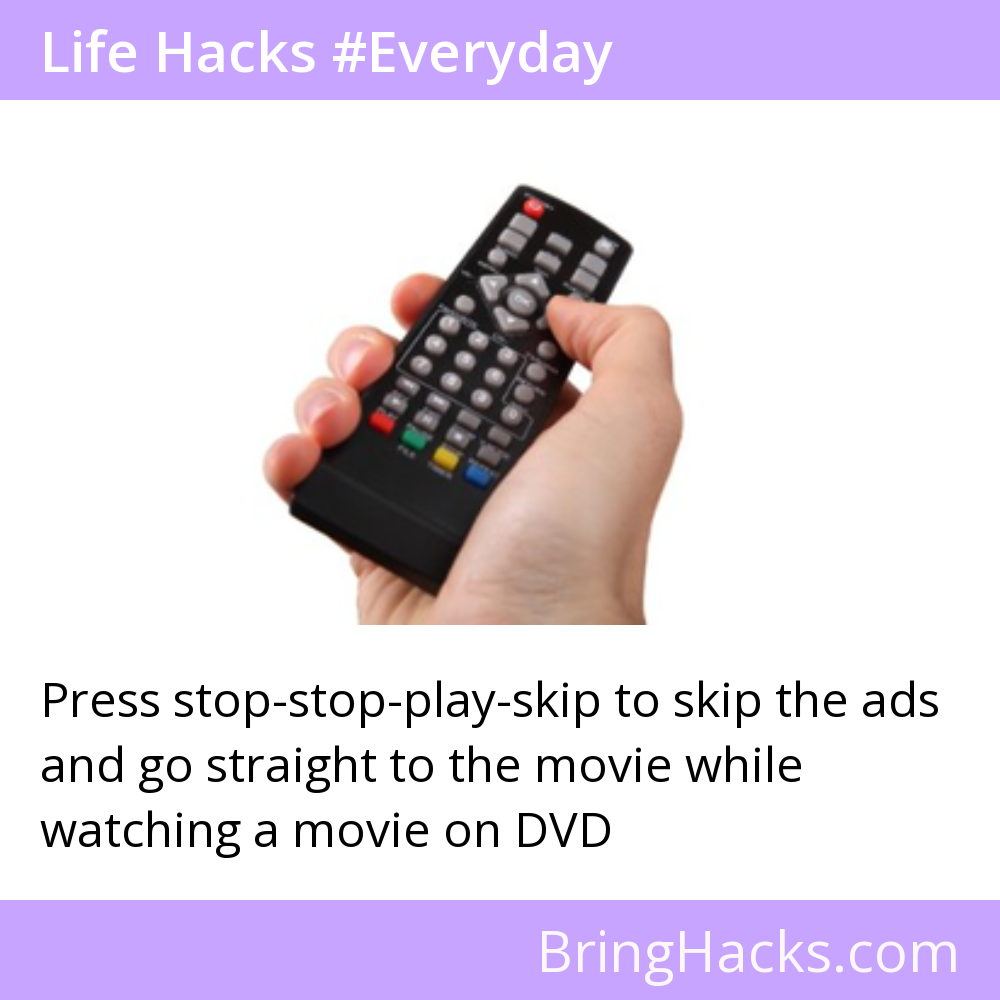 Life Hacks #Everyday
Press stop-stop-play-skip to skip the ads
and go straight to the movie while
watching a movie on DVD
BringHacks.com